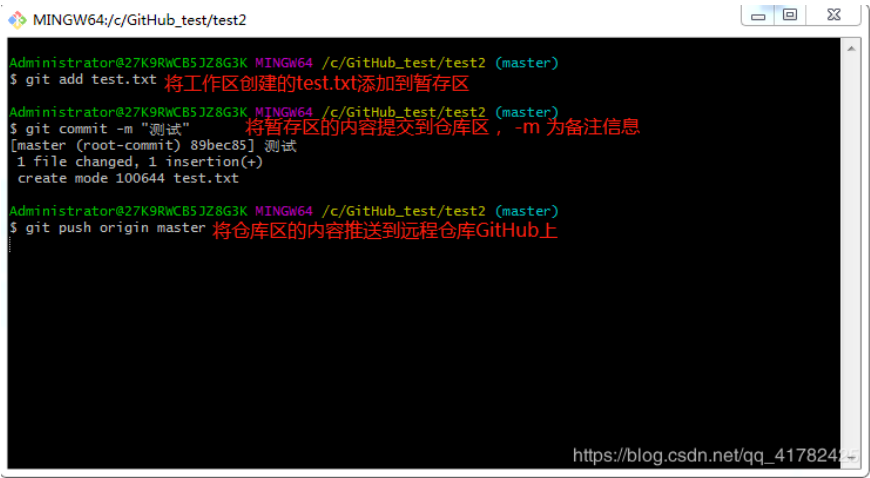 MINGW64:/c/GitHub_test/test2
Administrator@27K9RWCB5JZ8G3K MINGW64 /c/GitHub_test/test2 (master)
$ git add test.txt 将工作区创建的test.txt添加到暂存区
Administrator@27K9RWCB5JZ8G3K MINGW64 /c/GitHub_test/test2 (master)
$ git commit -m "测试" 将暂存区的内容提交到仓库区，-m 为备注信息
[master (root-commit) 89bec85] 测试
1 file changed, 1 insertion(+)
create mode 100644 test.txt
Administrator@27K9RWCB5JZ8G3K MINGW64 /c/GitHub_test/test2 (master)
$ git push origin master 将仓库区的内容推送到远程仓库GitHub上
https://blog.csdn.net/qq_41782425